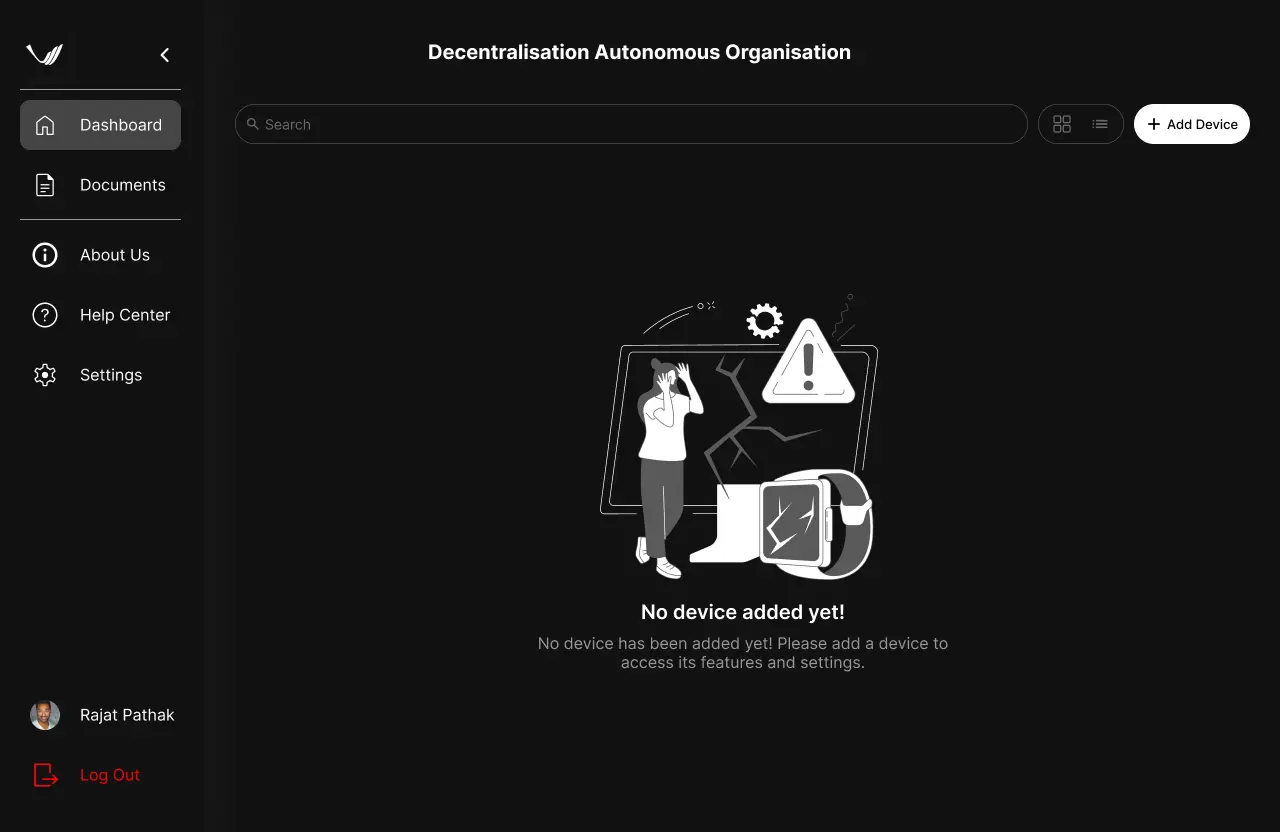 Decentralisation Autonomous Organisation
Dashboard
Documents
About Us
Help Center
Settings
Rajat Pathak
Log Out
Search
Add Device
No device added yet!
No device has been added yet! Please add a device to
access its features and settings.